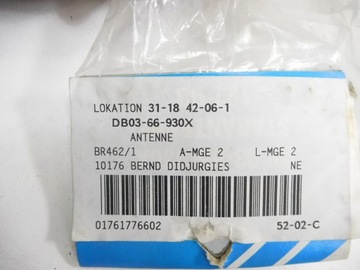 LOKATION 31-18 42-06-1
DB03-66-930X
ANTENNE
BR462/1 A-MGE 2 L-MGE 2
10176 BERND DIDJURGIES NE
01761776602 52-02-C